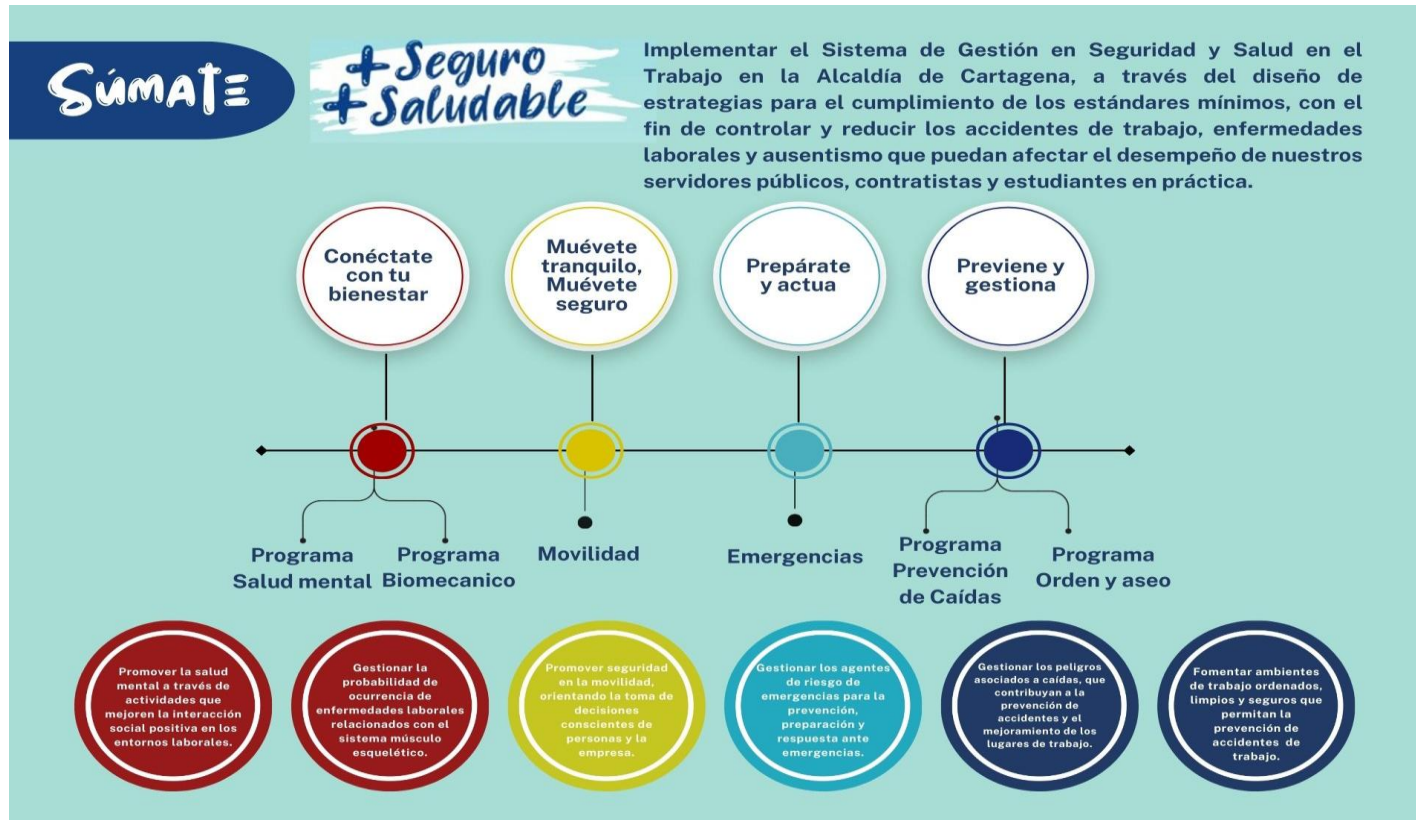 SÚMATE
+ Seguro
+ Saludable
Implementar el Sistema de Gestión en Seguridad y Salud en el
Trabajo en la Alcaldía de Cartagena, a través del diseño de
estrategias para el cumplimiento de los estándares mínimos, con el
fin de controlar y reducir los accidentes de trabajo, enfermedades
laborales y ausentismo que puedan afectar el desempeño de nuestros
servidores públicos, contratistas y estudiantes en práctica.
Conéctate
con tu
bienestar
Muévete
tranquilo,
Muévete
seguro
Prepárate
y actua
Previene y
gestiona
Programa
Salud mental
Programa
Biomecanico
Movilidad
Emergencias
Programa
Prevención
de Caídas
Programa
Orden y aseo
Promover la salud
mental a través de
actividades que
mejoren la interacción
social positiva en los
entornos laborales.
Gestionar la
probabilidad de
ocurrencia de
enfermedades laborales
relacionados con el
sistema músculo
esquelético.
Promover seguridad
en la movilidad,
orientando la toma de
decisiones
conscientes de
personas y la
empresa.
Gestionar los agentes
de riesgo de
emergencias para la
prevención,
preparación y
respuesta ante
emergencias.
Gestionar los peligros
asociados a caídas, que
contribuyan a la
prevención de
accidentes y el
mejoramiento de los
lugares de trabajo.
Fomentar ambientes
de trabajo ordenados,
limpios y seguros que
permitan la
prevención de
accidentes de
trabajo.